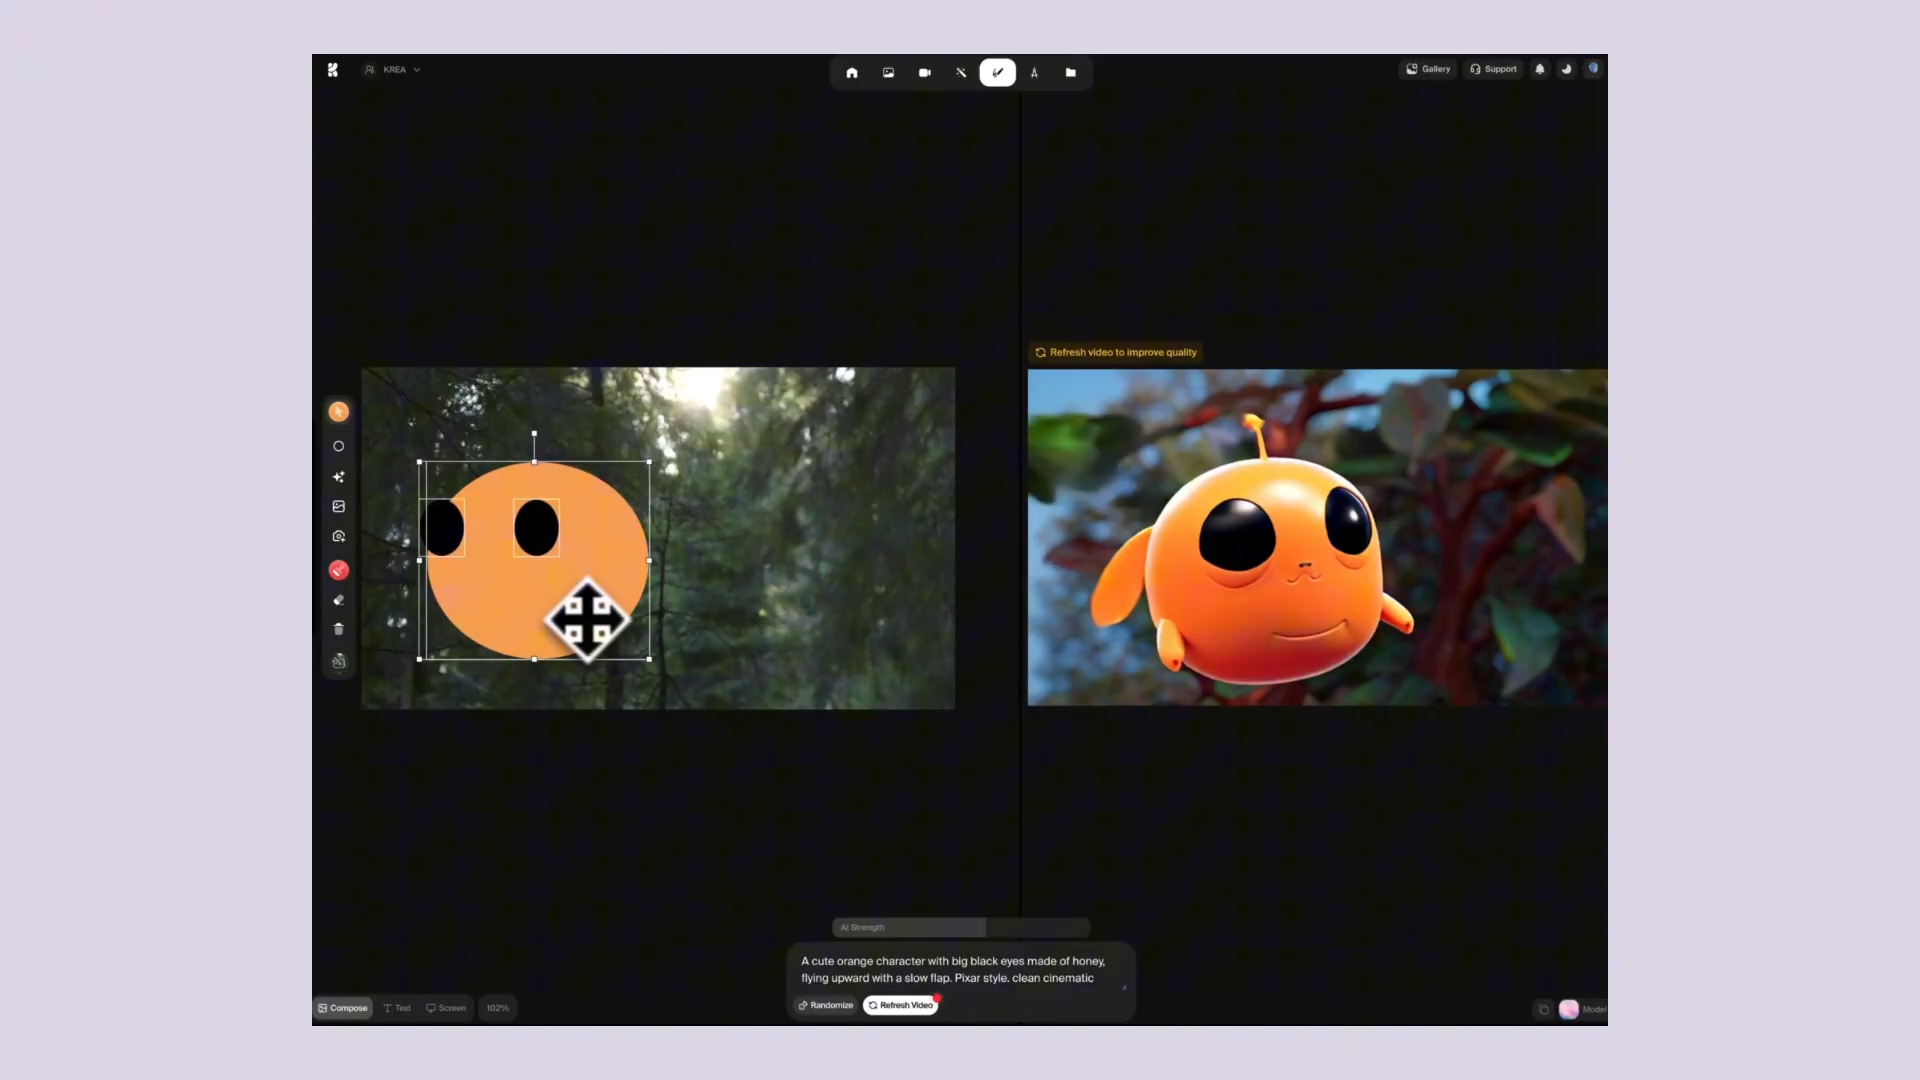 KREA
Gallery
Support
Refresh video to improve quality
AI Strength
A cute orange character with big black eyes made of honey,
flying upward with a slow flap. Pixar style. clean cinematic
Randomize
Refresh Video
Compose
Text
Screen
102%
Model